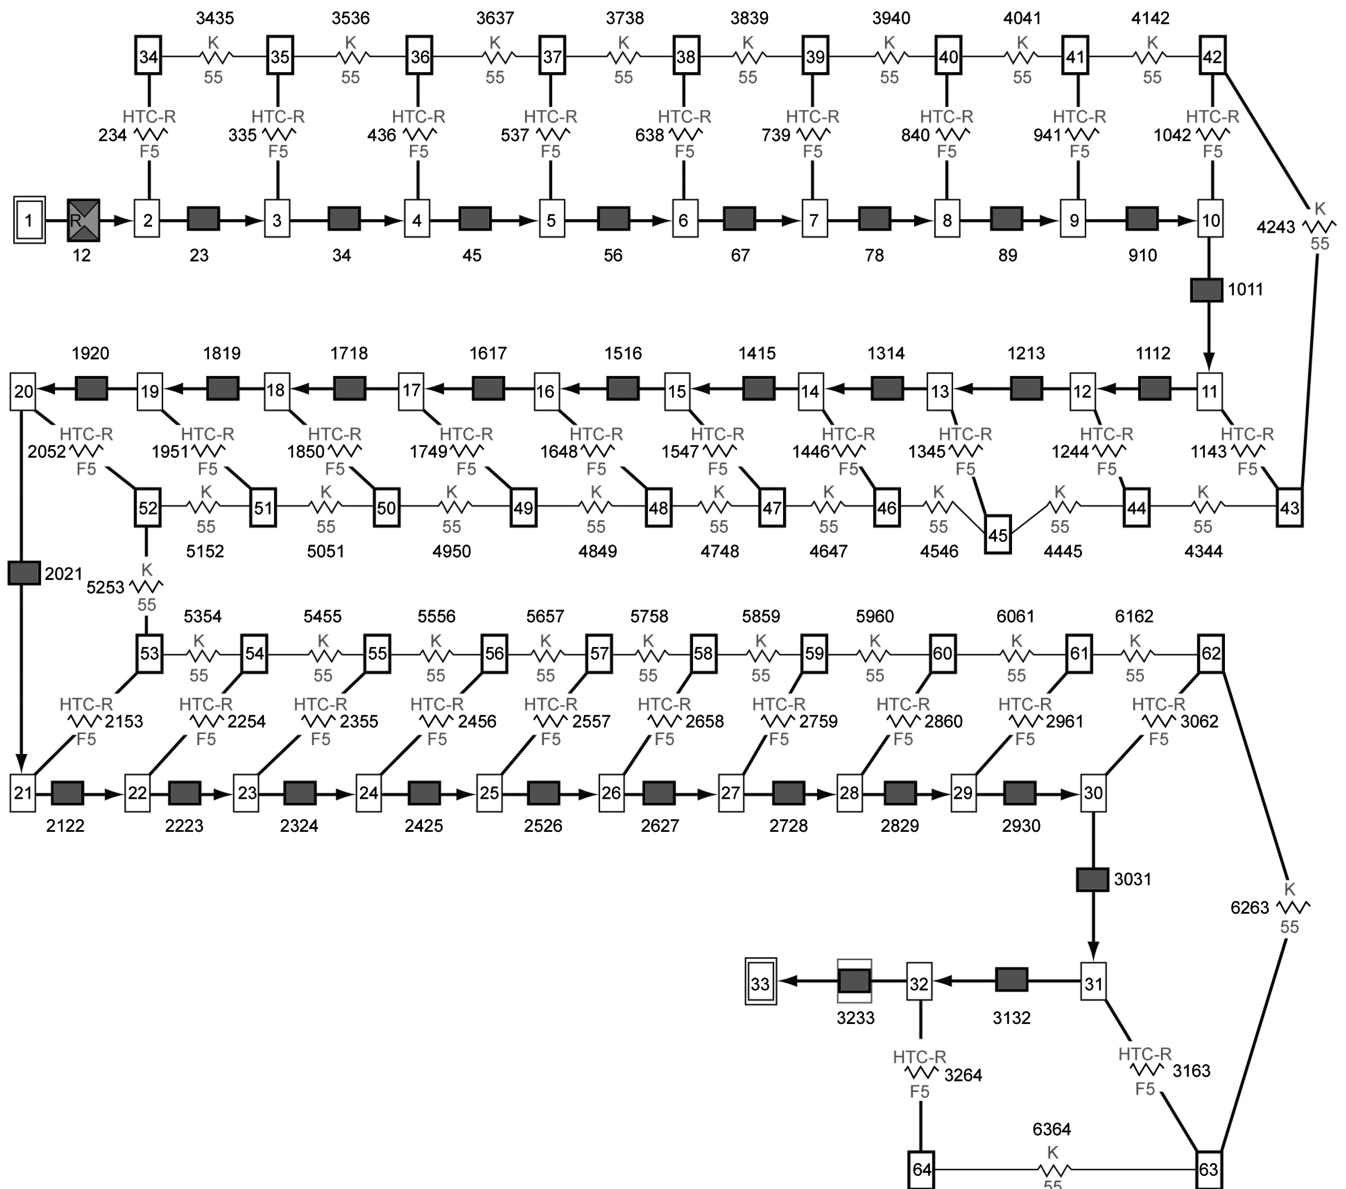 3435 3536 3637 3738 3839 3940 4041 4142
K K K K K K K K
34 35 36 37 38 39 40 41 42
55 55 55 55 55 55 55 55
HTC-R HTC-R HTC-R HTC-R HTC-R HTC-R HTC-R HTC-R HTC-R
234 335 436 537 638 739 840 941 1042
F5 F5 F5 F5 F5 F5 F5 F5 F5
K
1 R 2 3 4 5 6 7 8 9 10 4243
55
12 23 34 45 56 67 78 89 910
1011
1920 1819 1718 1617 1516 1415 1314 1213 1112
20 19 18 17 16 15 14 13 12 11
HTC-R HTC-R HTC-R HTC-R HTC-R HTC-R HTC-R HTC-R HTC-R HTC-R
2052 1951 1850 1749 1648 1547 1446 1345 1244 1143
F5 F5 F5 F5 F5 F5 F5 F5 F5 F5
K K K K K K K K K
52 51 50 49 48 47 46 45 44 43
55 55 55 55 55 55 55 55 55
5152 5051 4950 4849 4748 4647 4546 4445 4344
K
2021 5253
55
5354 5455 5556 5657 5758 5859 5960 6061 6162
K K K K K K K K K
53 54 55 56 57 58 59 60 61 62
55 55 55 55 55 55 55 55 55
HTC-R HTC-R HTC-R HTC-R HTC-R HTC-R HTC-R HTC-R HTC-R HTC-R
2153 2254 2355 2456 2557 2658 2759 2860 2961 3062
F5 F5 F5 F5 F5 F5 F5 F5 F5 F5
21 22 23 24 25 26 27 28 29 30
2122 2223 2324 2425 2526 2627 2728 2829 2930
3031
K
6263
55
33 32 31
3233 3132
HTC-R HTC-R
3264 3163
F5 F5
6364
K
64 63
55